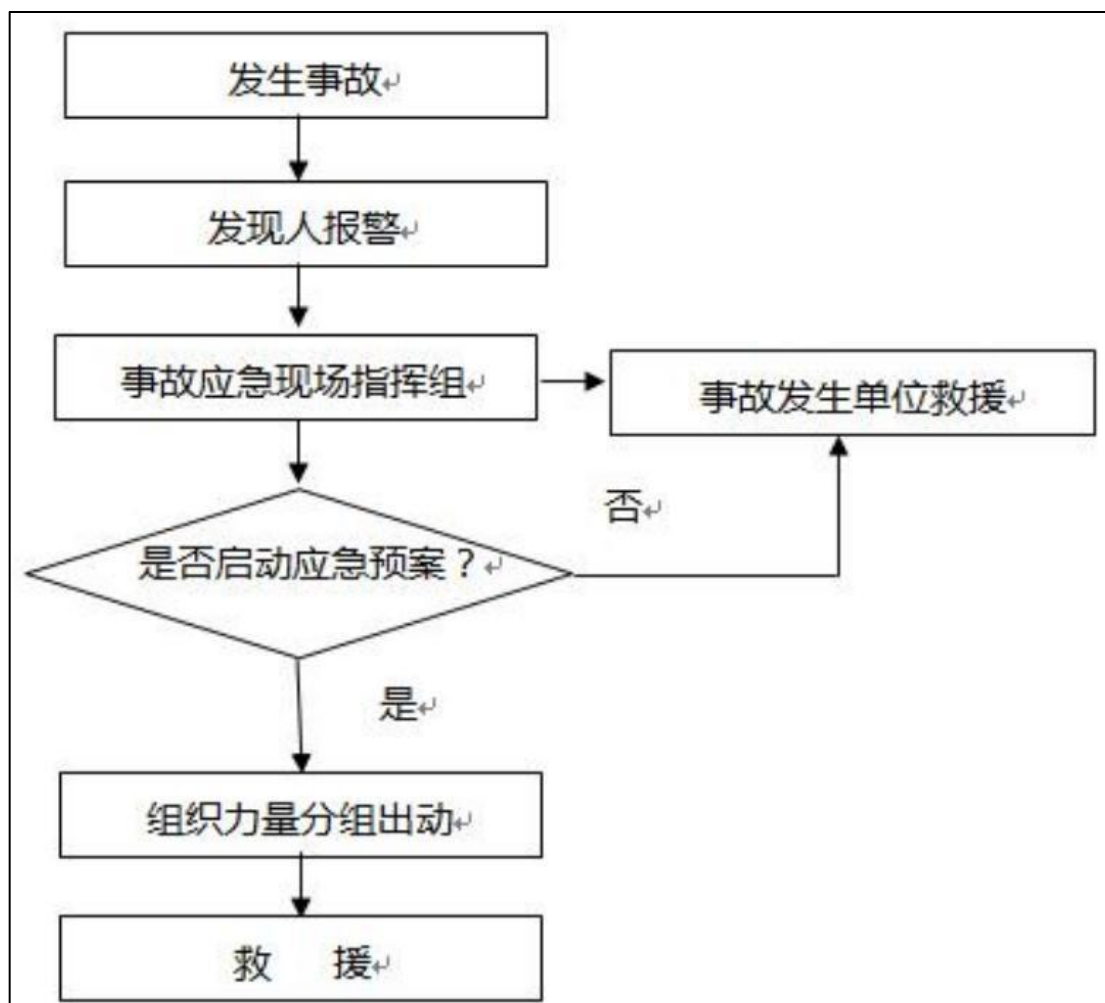 发生事故
发现人报警
事故应急现场指挥组
事故发生单位救援
否
是否启动应急预案？
是
组织力量分组出动
救 援